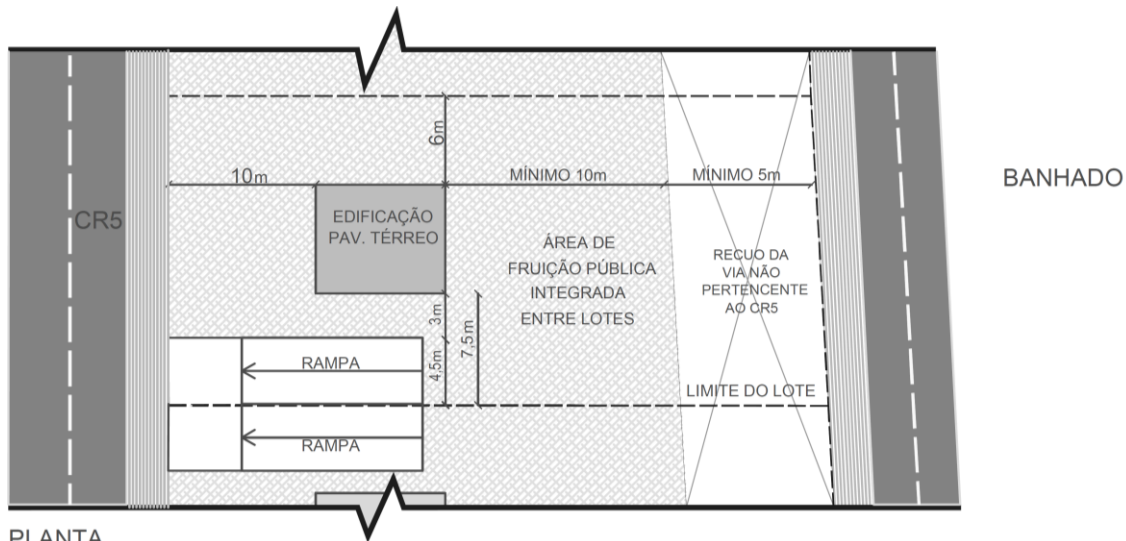 6m
10m
MÍNIMO 10m
MÍNIMO 5m
BANHADO
CR5
EDIFICAÇÃO
PAV. TÉRREO
ÁREA DE
FRUIÇÃO PÚBLICA
INTEGRADA
ENTRE LOTES
RECUO DA
VIA NÃO
PERTENCENTE
AO CR5
3m
7,5m
4,5m
RAMPA
LIMITE DO LOTE
RAMPA
PLANTA